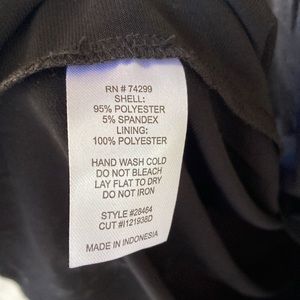 RN # 74299
SHELL:
95% POLYESTER
5% SPANDEX
LINING:
100% POLYESTER
HAND WASH COLD
DO NOT BLEACH
LAY FLAT TO DRY
DO NOT IRON
STYLE #28464
CUT #I121938D
MADE IN INDONESIA